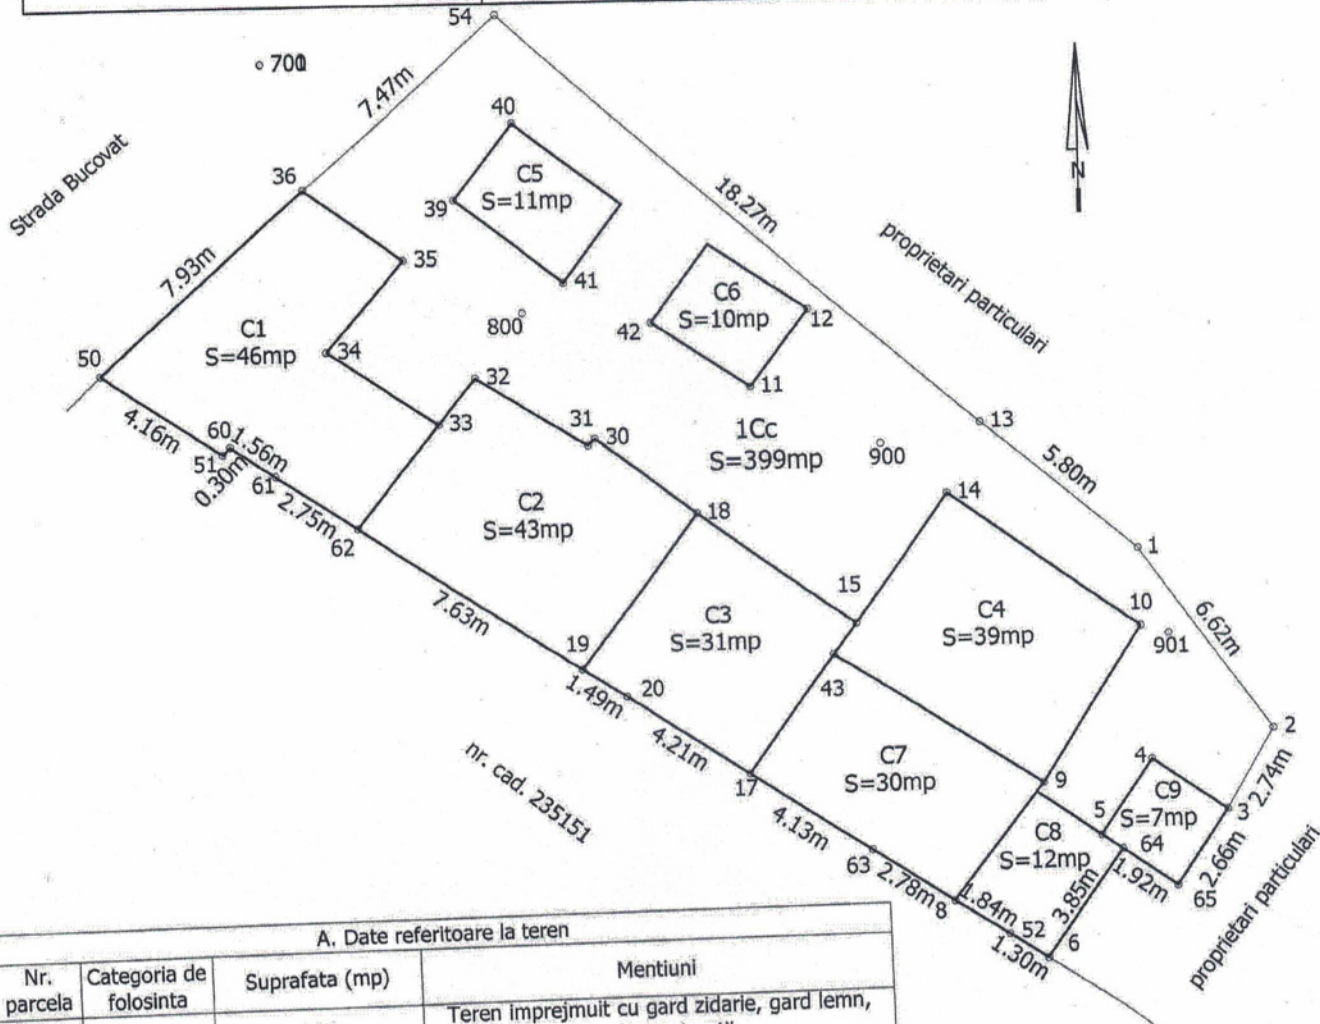 54
700
7.47m
40
Strada Bucovat
36
C5
S=11mp
39
18.27m
proprietari particulari
N
35
41
7.93m
C6
S=10mp
12
42
800
C1
S=46mp
34
50
32
11
13
33
31
30
1Cc
S=399mp
900
5.80m
4.16m
60
1.56m
51
0.30m
61
2.75m
62
C2
S=43mp
18
14
1
15
10
901
6.62m
7.63m
19
C3
S=31mp
C4
S=39mp
1.49m
20
43
4.21m
2
nr. cad. 235151
17
C7
S=30mp
9
4
C9
S=7mp
3
2.74m
5
64
C8
S=12mp
4.13m
63
2.78m
8
1.84m
3.85m
1.92m
2.66m
65
52
6
1.30m
proprietari particulari
A. Date referitoare la teren
Nr.
parcela
Categoria de
folosinta
Suprafata (mp)
Mentiuni
Teren imprejmuit cu gard zidarie, gard lemn,